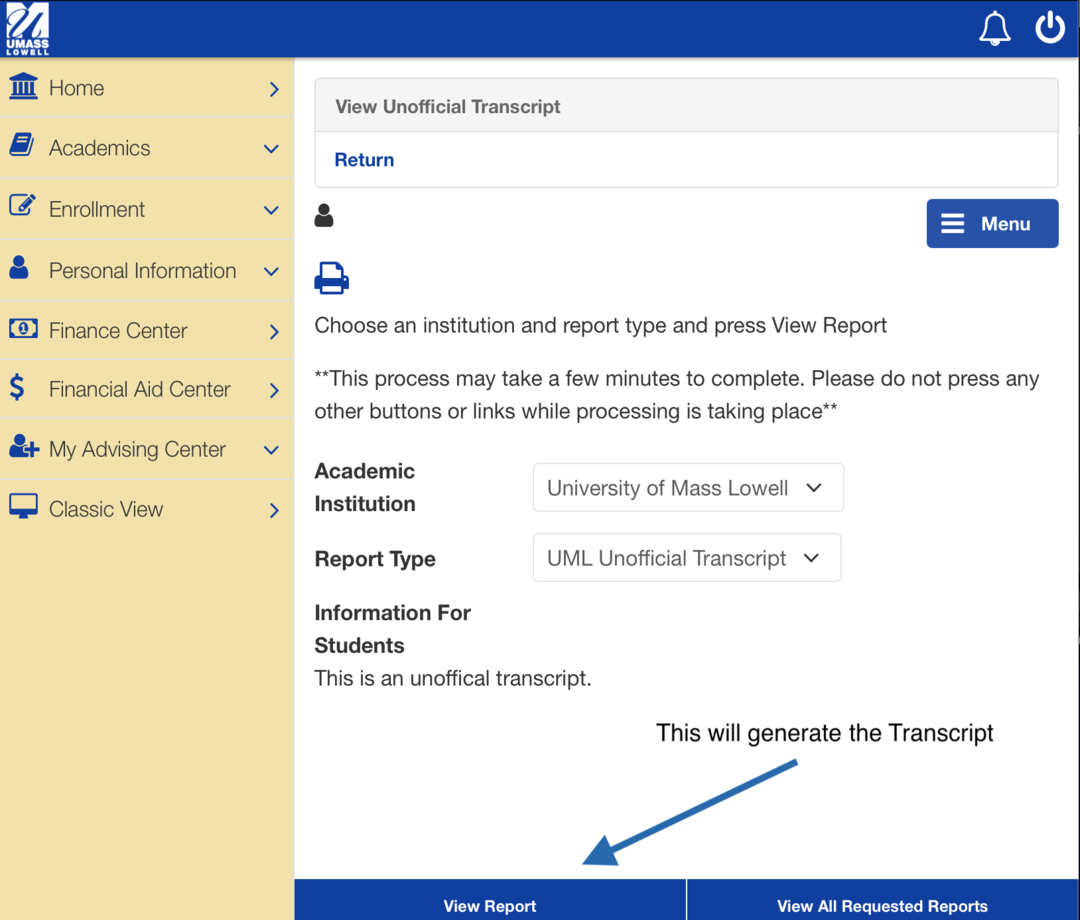 UMASS
LOWELL
Home
Academics
Enrollment
Personal Information
Finance Center
Financial Aid Center
My Advising Center
Classic View
View Unofficial Transcript
Return
Menu
Choose an institution and report type and press View Report
**This process may take a few minutes to complete. Please do not press any
other buttons or links while processing is taking place**
Academic
Institution
University of Mass Lowell
Report Type
UML Unofficial Transcript
Information For
Students
This is an unoffical transcript.
This will generate the Transcript
View Report
View All Requested Reports